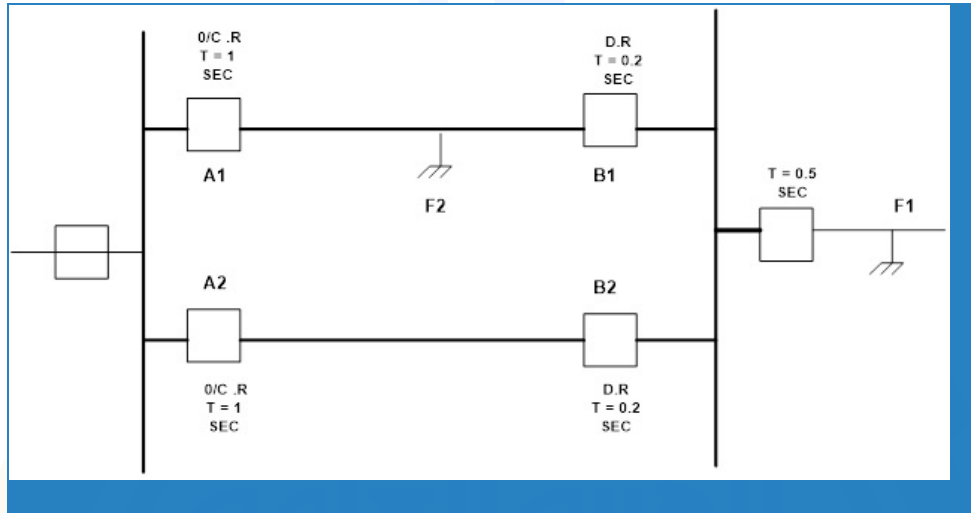 0/C .R
T = 1
SEC
A1
D.R
T = 0.2
SEC
B1
F2
T = 0.5
SEC
F1
A2
0/C .R
T = 1
SEC
B2
D.R
T = 0.2
SEC